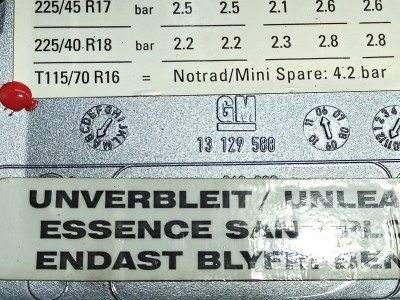 225/45 R17 bar 2.5 2.5 2.1 2.6 2.6
225/40 R18 bar 2.2 2.2 2.3 2.8 2.8
T115/70 R16 = Notrad/Mini Spare: 4.2 bar
GM
13 129 500
UNVERBLEIT / UNLEA
ESSENCE SAN
ENDAST BLYFRI BEN